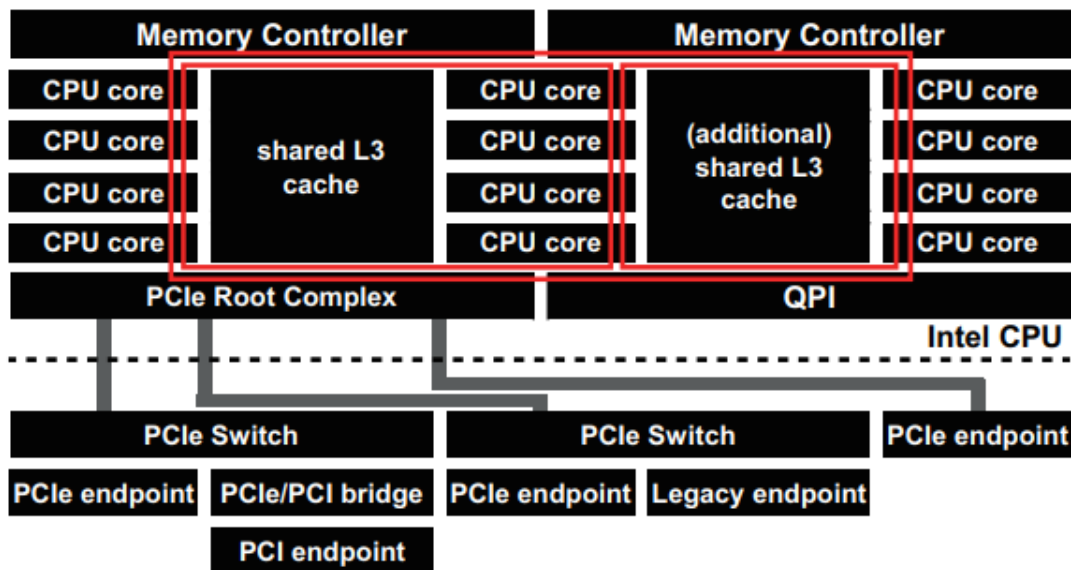 Memory Controller
Memory Controller
CPU core
CPU core
CPU core
CPU core
shared L3
cache
CPU core
CPU core
CPU core
CPU core
(additional)
shared L3
cache
CPU core
CPU core
CPU core
CPU core
PCIe Root Complex
QPI
Intel CPU
PCIe Switch
PCIe Switch
PCIe endpoint
PCIe endpoint
PCIe/PCI bridge
PCIe endpoint
Legacy endpoint
PCI endpoint